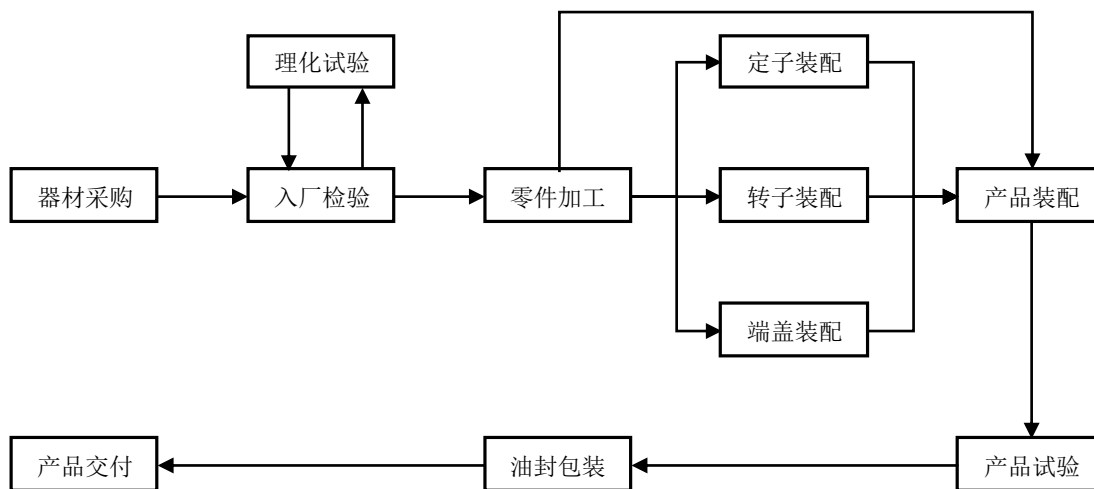 理化试验
定子装配
器材采购
入厂检验
零件加工
转子装配
产品装配
端盖装配
产品交付
油封包装
产品试验